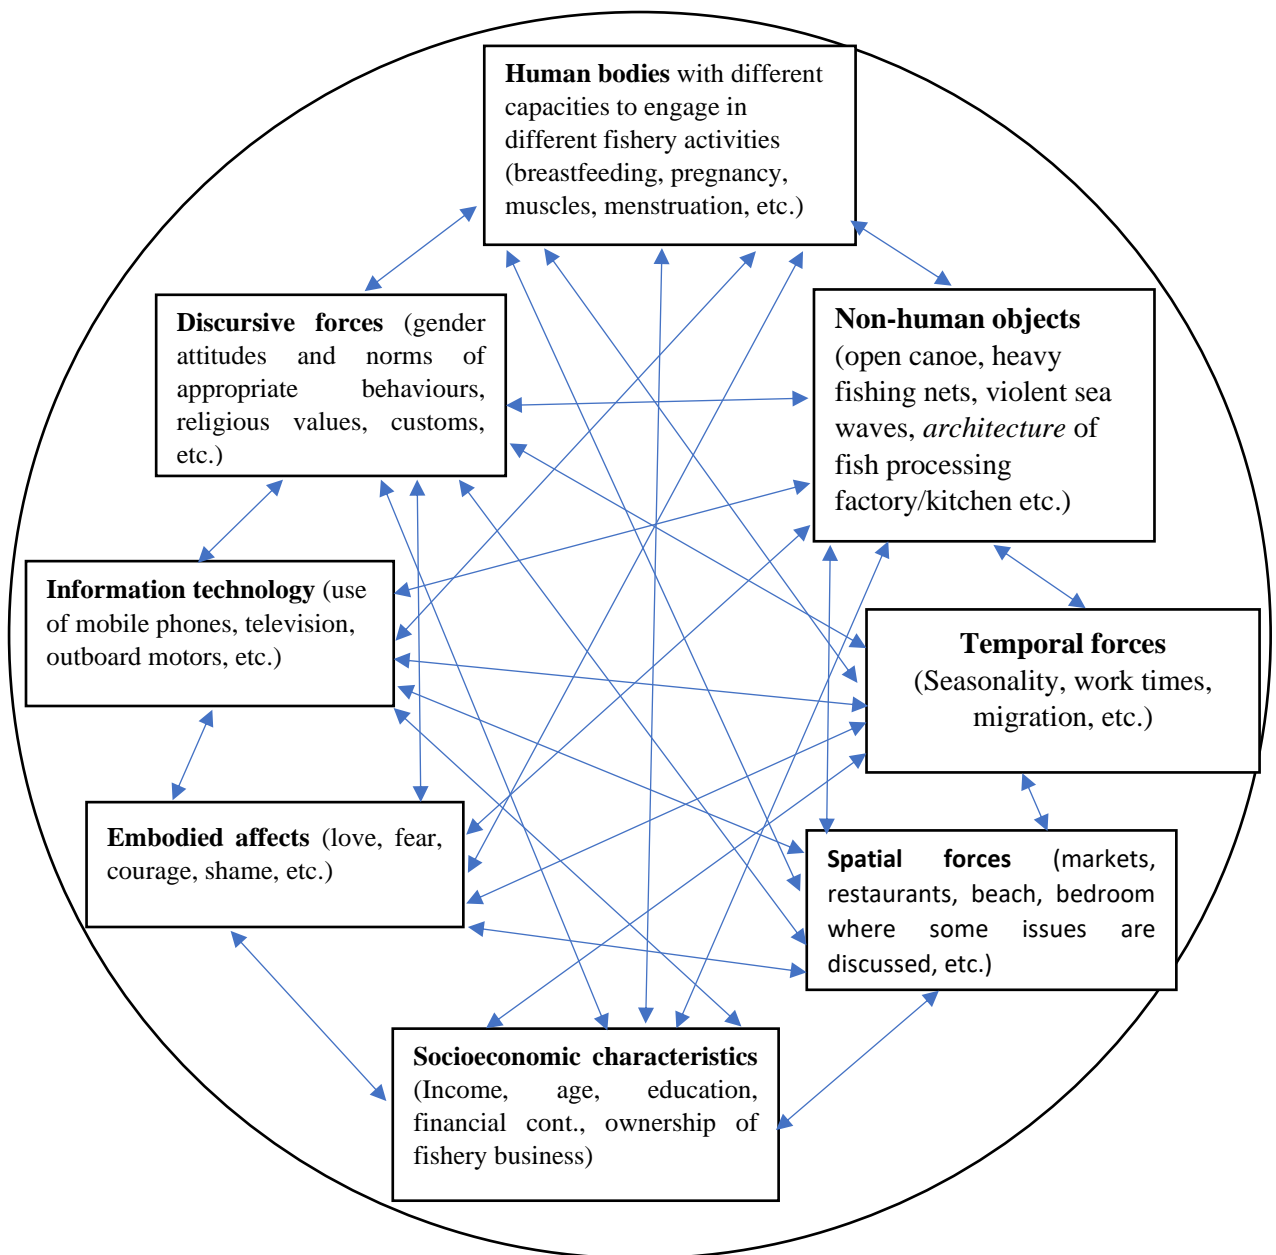 Human bodies with different
capacities to engage in
different fishery activities
(breastfeeding, pregnancy,
muscles, menstruation, etc.)
Discursive forces (gender
attitudes and norms of
appropriate behaviours,
religious values, customs,
etc.)
Non-human objects
(open canoe, heavy
fishing nets, violent sea
waves, architecture of
fish processing
factory/kitchen etc.)
Information technology (use
of mobile phones, television,
outboard motors, etc.)
Temporal forces
(Seasonality, work times,
migration, etc.)
Embodied affects (love, fear,
courage, shame, etc.)
Spatial forces (markets,
restaurants, beach, bedroom
where some issues are
discussed, etc.)
Socioeconomic characteristics
(Income, age, education,
financial cont., ownership of
fishery business)